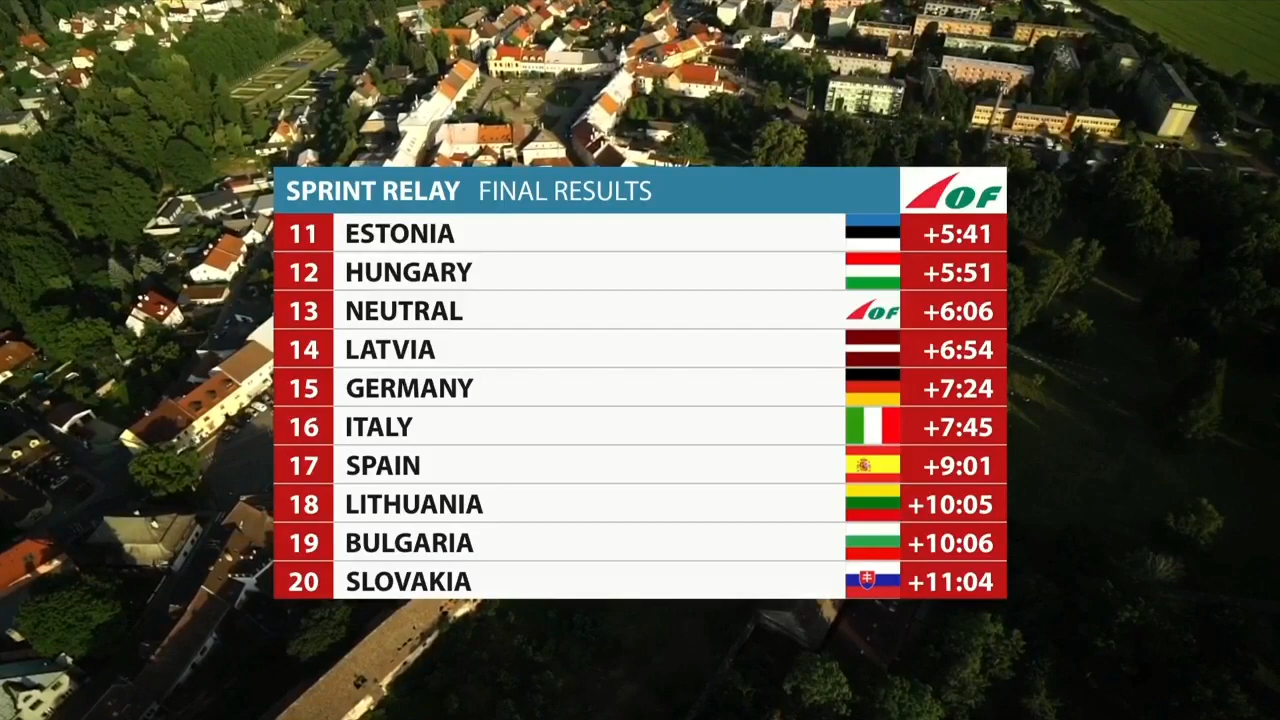 SPRINT RELAY FINAL RESULTS IOF
11 ESTONIA +5:41
12 HUNGARY +5:51
13 NEUTRAL IOF +6:06
14 LATVIA +6:54
15 GERMANY +7:24
16 ITALY +7:45
17 SPAIN +9:01
18 LITHUANIA +10:05
19 BULGARIA +10:06
20 SLOVAKIA +11:04